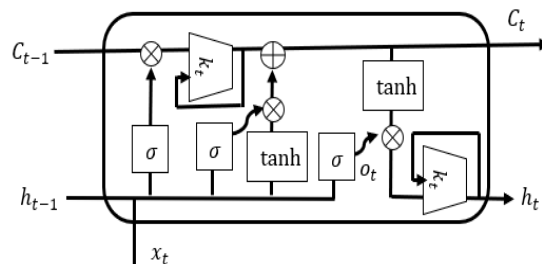 C_t
C_{t-1}
k_t
tanh
σ
σ
tanh
σ
o_t
k_t
h_{t-1}
h_t
x_t